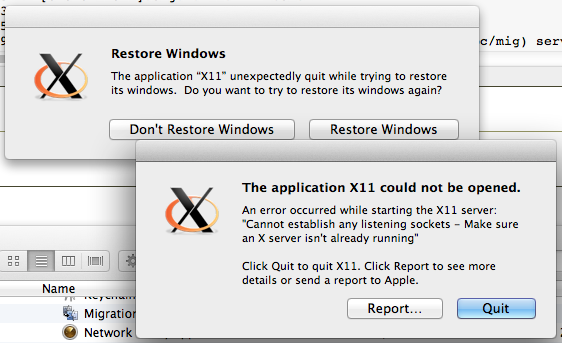 oc/mig) serv
Restore Windows
The application “X11” unexpectedly quit while trying to restore
its windows.  Do you want to try to restore its windows again?
Don't Restore Windows
Restore Windows
The application X11 could not be opened.
An error occurred while starting the X11 server:
"Cannot establish any listening sockets – Make sure
an X server isn't already running"
Click Quit to quit X11. Click Report to see more
details or send a report to Apple.
Report...
Quit
Name
Keychain
Migration
Network